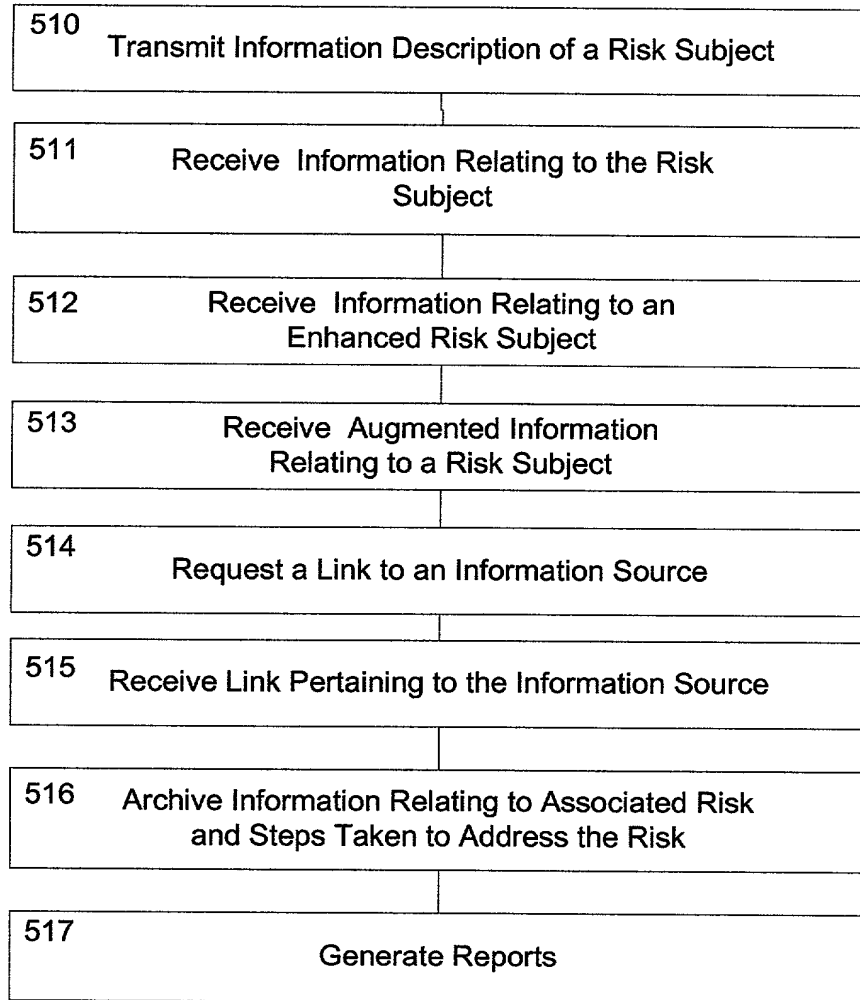 510
Transmit Information Description of a Risk Subject
511
Receive Information Relating to the Risk
Subject
512
Receive Information Relating to an
Enhanced Risk Subject
513
Receive Augmented Information
Relating to a Risk Subject
514
Request a Link to an Information Source
515
Receive Link Pertaining to the Information Source
516
Archive Information Relating to Associated Risk
and Steps Taken to Address the Risk
517
Generate Reports